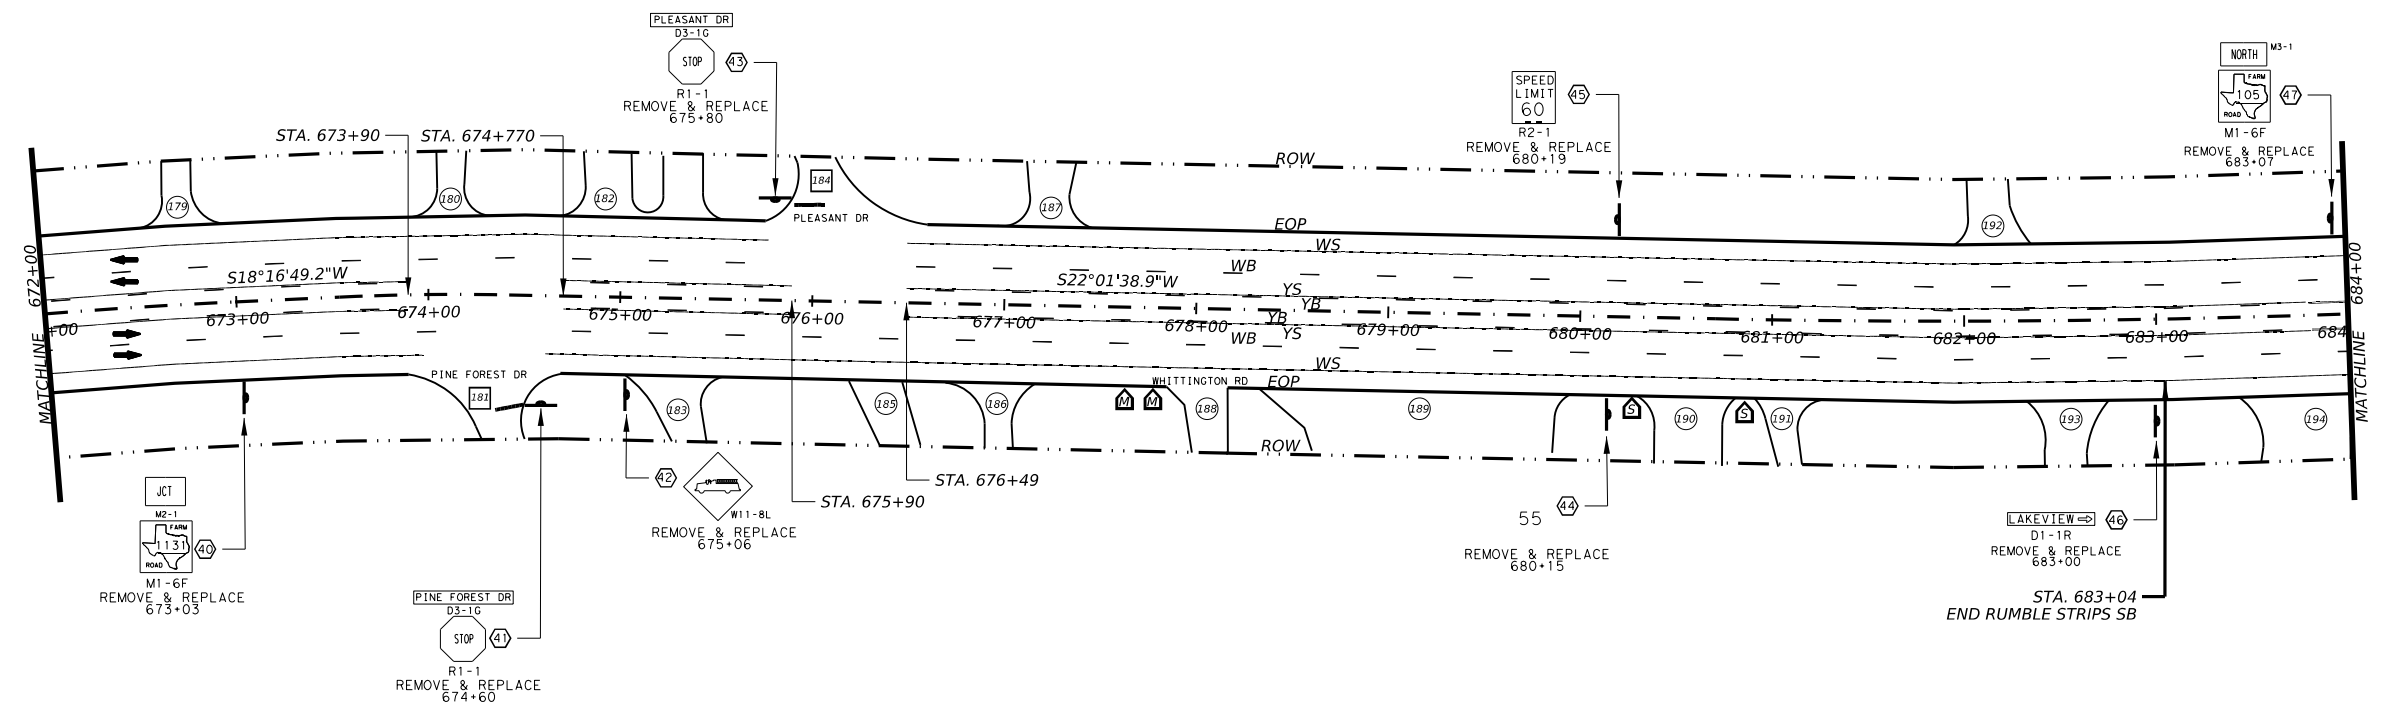 PLEASANT DR
D3-1G
STOP
43
R1-1
REMOVE & REPLACE
675+80
SPEED
LIMIT
60
45
R2-1
REMOVE & REPLACE
680+19
NORTH
M3-1
FARM
105
ROAD
47
M1-6F
REMOVE & REPLACE
683+07
STA. 673+90
STA. 674+770
ROW
179
180
182
184
PLEASANT DR
187
192
EOP
WS
WB
672+00
MATCHLINE
684+00
MATCHLINE
S18°16'49.2"W
S22°01'38.9"W
YS
YB
+00
673+00
674+00
675+00
676+00
677+00
678+00
679+00
680+00
681+00
682+00
683+00
684
YB
YS
WB
WS
EOP
PINE FOREST DR
181
183
185
186
M
M
WHITTINGTON RD
188
189
S
190
S
191
193
194
ROW
JCT
M2-1
FARM
1131
ROAD
40
M1-6F
REMOVE & REPLACE
673+03
PINE FOREST DR
D3-1G
STOP
41
R1-1
REMOVE & REPLACE
674+60
42
W11-8L
REMOVE & REPLACE
675+06
STA. 676+49
STA. 675+90
55
44
REMOVE & REPLACE
680+15
LAKEVIEW
46
D1-1R
REMOVE & REPLACE
683+00
STA. 683+04
END RUMBLE STRIPS SB